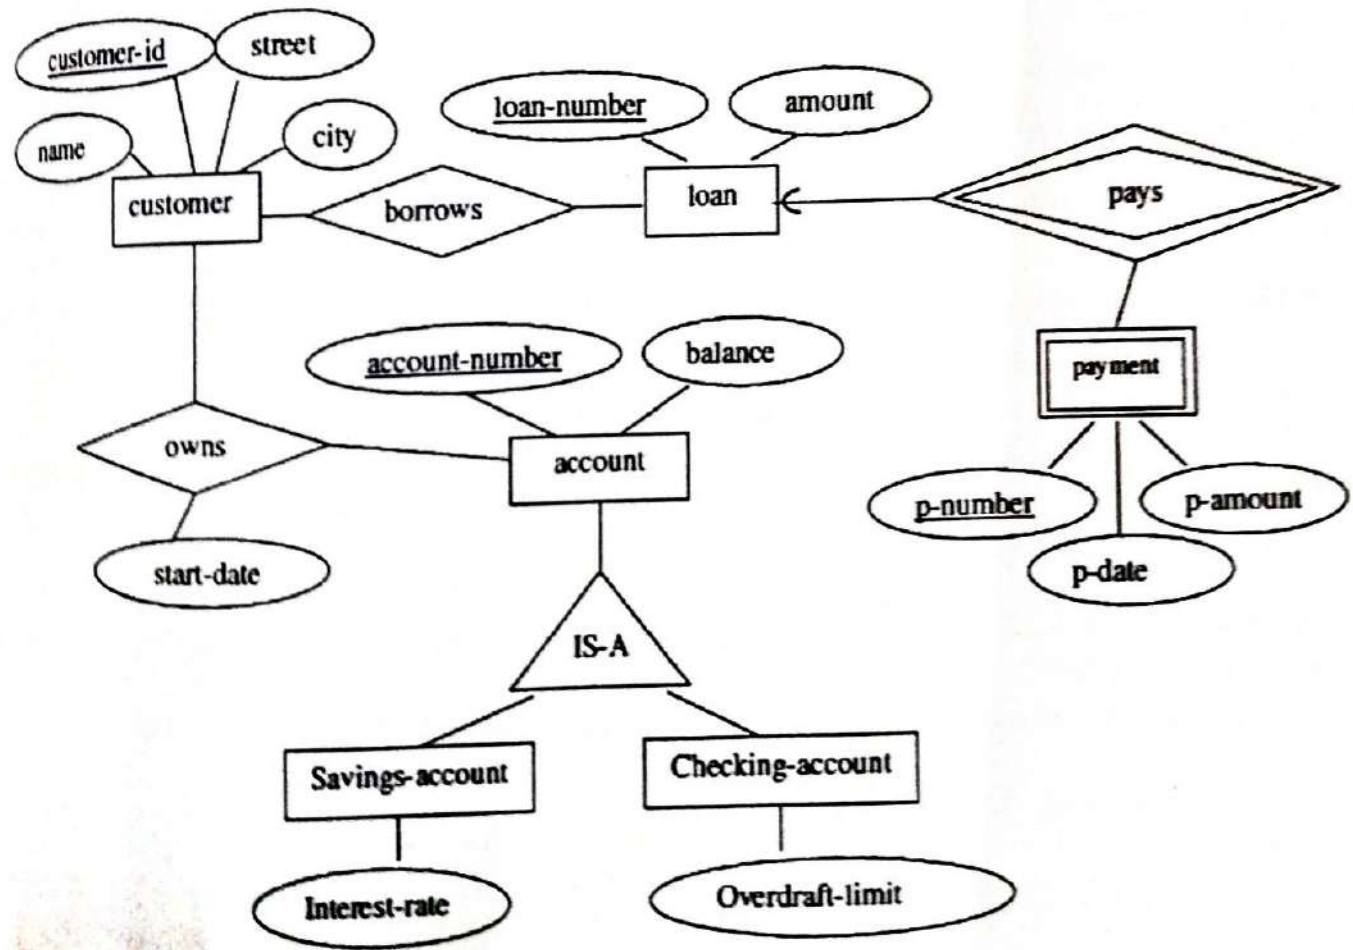 customer-id
street
name
city
loan-number
amount
customer
borrows
loan
pays
account-number
balance
payment
owns
account
p-number
p-amount
start-date
p-date
IS-A
Savings-account
Checking-account
Interest-rate
Overdraft-limit